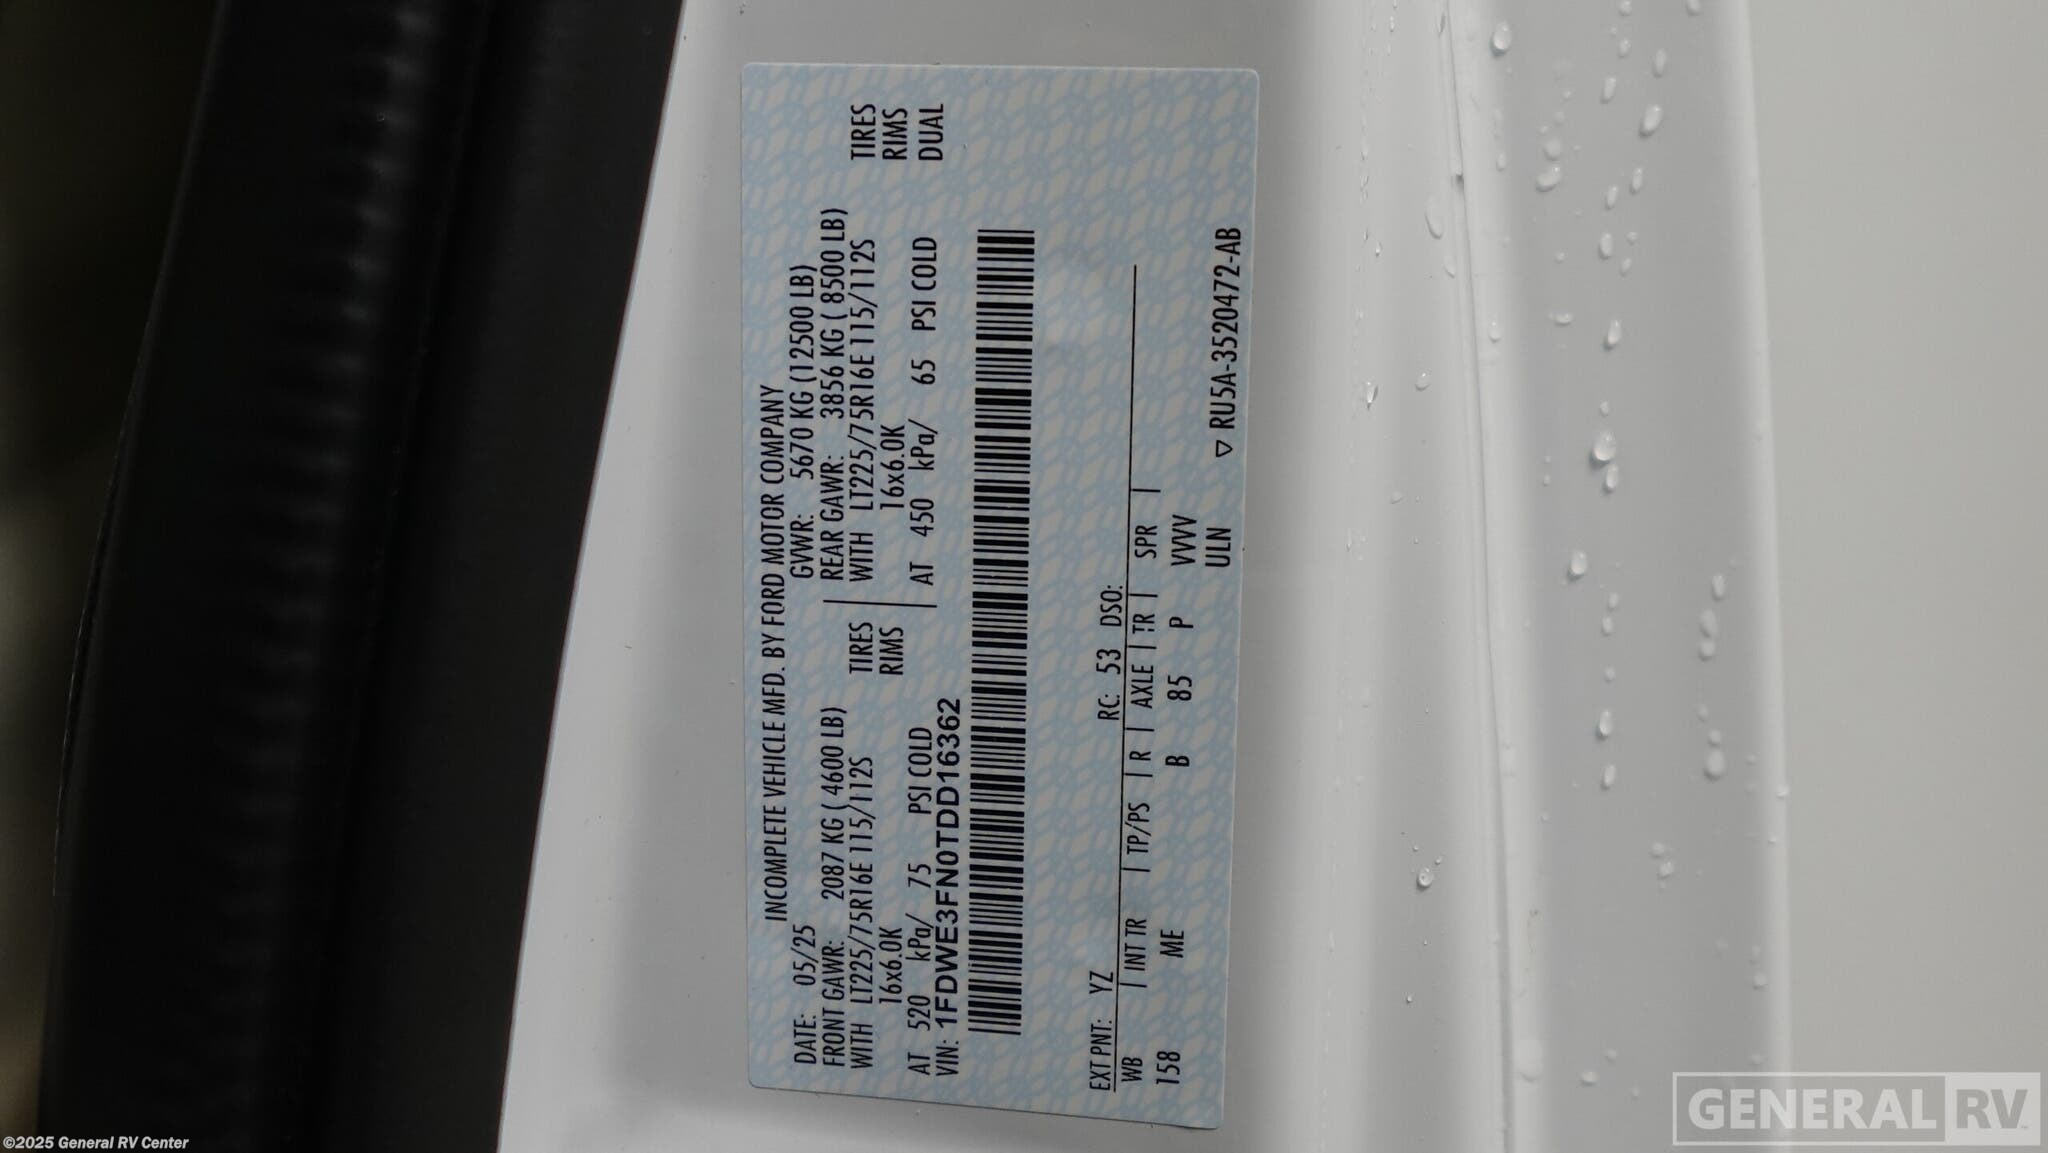 INCOMPLETE VEHICLE MFD. BY FORD MOTOR COMPANY
DATE: 05/25 GVWR: 5670 KG (12500 LB)
FRONT GAWR: 2087 KG ( 4600 LB) REAR GAWR: 3856 KG ( 8500 LB)
WITH LT225/75R16E 115/112S TIRES WITH LT225/75R16E 115/112S TIRES
16x6.0K RIMS 16x6.0K RIMS
AT 520 kPa/ 75 PSI COLD AT 450 kPa/ 65 PSI COLD DUAL
VIN: 1FDWE3FN0TDD16362
EXT PNT: YZ RC: 53 DSO:
WB | INT TR | TP/PS | R | AXLE | TR | SPR |
158 ME B 85 P VVVV
ULN ▽ RU5A-3520472-AB
GENERAL RV
©2025 General RV Center